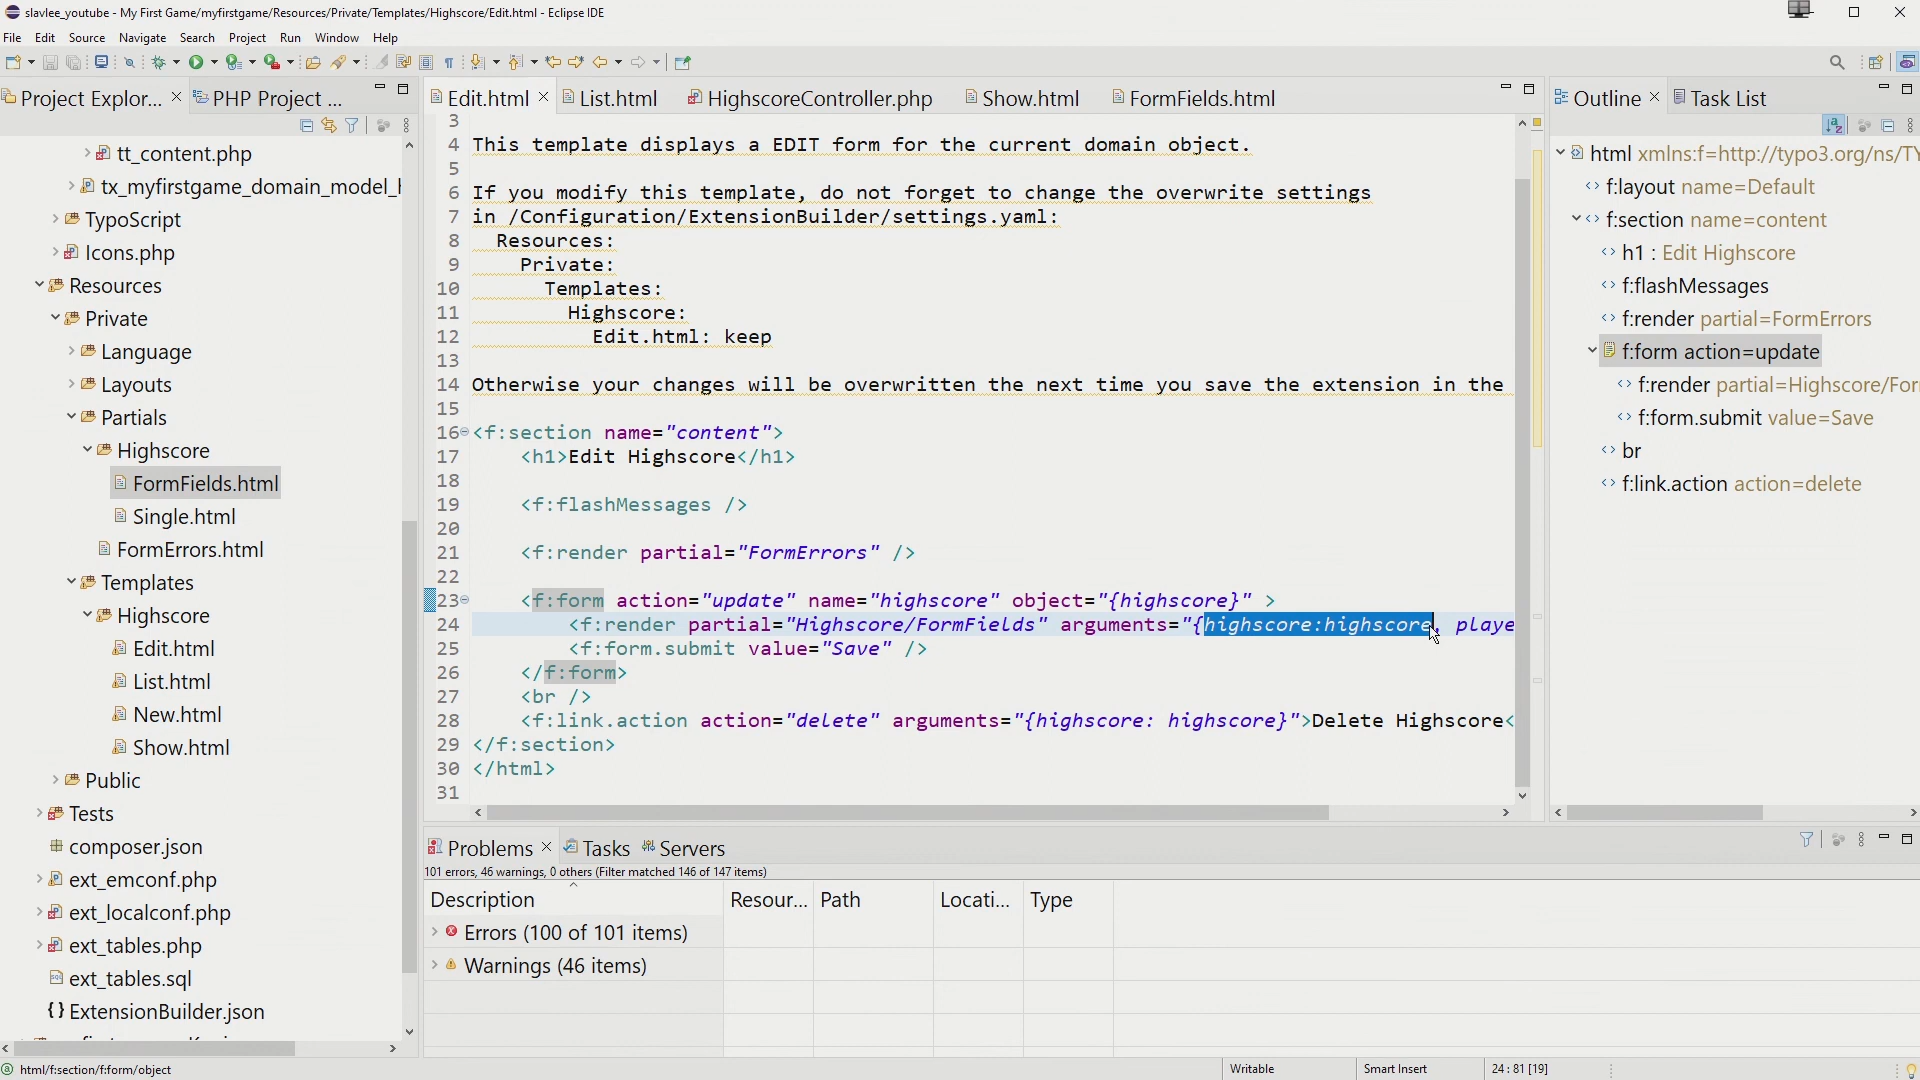 slavlee_youtube - My First Game/myfirstgame/Resources/Private/Templates/Highscore/Edit.html - Eclipse IDE
File Edit Source Navigate Search Project Run Window Help
Project Explor... PHP Project ...
tt_content.php
tx_myfirstgame_domain_model_
TypoScript
Icons.php
Resources
Private
Language
Layouts
Partials
Highscore
FormFields.html
Single.html
FormErrors.html
Templates
Highscore
Edit.html
List.html
New.html
Show.html
Public
Tests
composer.json
ext_emconf.php
ext_localconf.php
ext_tables.php
ext_tables.sql
ExtensionBuilder.json
Edit.html List.html HighscoreController.php Show.html FormFields.html
3
4 This template displays a EDIT form for the current domain object.
5
6 If you modify this template, do not forget to change the overwrite settings
7 in /Configuration/ExtensionBuilder/settings.yaml:
8 Resources:
9 Private:
10 Templates:
11 Highscore:
12 Edit.html: keep
13
14 Otherwise your changes will be overwritten the next time you save the extension in the
15
16 <f:section name="content">
17 <h1>Edit Highscore</h1>
18
19 <f:flashMessages />
20
21 <f:render partial="FormErrors" />
22
23 <f:form action="update" name="highscore" object="{highscore}" >
24 <f:render partial="Highscore/FormFields" arguments="{highscore:highscore, playe
25 <f:form.submit value="Save" />
26 </f:form>
27 <br />
28 <f:link.action action="delete" arguments="{highscore: highscore}">Delete Highscore<
29 </f:section>
30 </html>
31
Outline Task List
html xmlns:f=http://typo3.org/ns/TY
f:layout name=Default
f:section name=content
h1 : Edit Highscore
f:flashMessages
f:render partial=FormErrors
f:form action=update
f:render partial=Highscore/For
f:form.submit value=Save
br
f:link.action action=delete
Problems Tasks Servers
101 errors, 46 warnings, 0 others (Filter matched 146 of 147 items)
Description Resour... Path Locati... Type
Errors (100 of 101 items)
Warnings (46 items)
html/f:section/f:form/object Writable Smart Insert 24 : 81 [19]